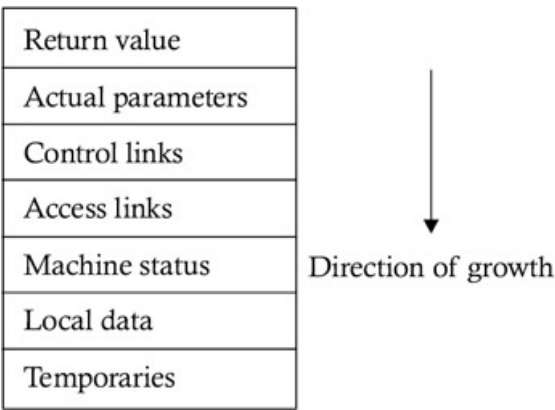 Return value
Actual parameters
Control links
Access links
Machine status
Direction of growth
Local data
Temporaries